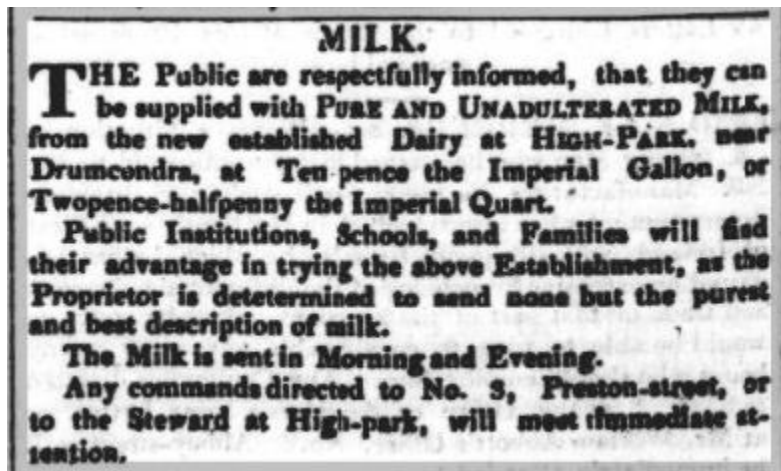 MILK.
THE Public are respectfully informed, that they can
be supplied with PURE AND UNADULTERATED MILK,
from the new established Dairy at HIGH-PARK. near
Drumcondra, at Ten pence the Imperial Gallon, or
Twopence-halfpenny the Imperial Quart.
Public Institutions, Schools, and Families will find
their advantage in trying the above Establishment, as the
Proprietor is detetermined to send none but the purest
and best description of milk.
The Milk is sent in Morning and Evening.
Any commands directed to No. 3, Preston-street, or
to the Steward at High-park, will meet immediate at-
tention.